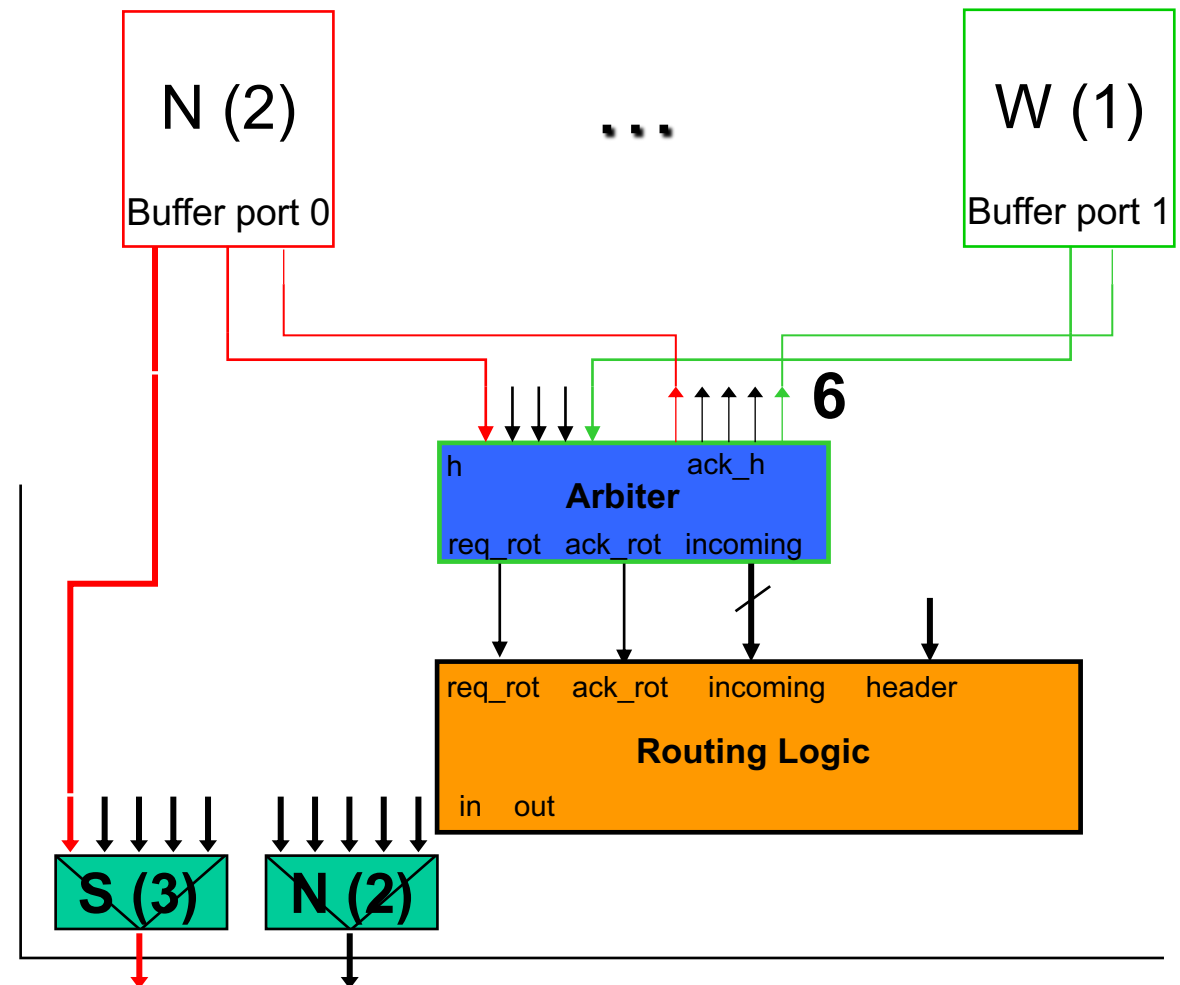 N (2)
...
W (1)
Buffer port 0
Buffer port 1
6
h
ack_h
Arbiter
req_rot ack_rot incoming
req_rot ack_rot incoming header
Routing Logic
in out
S (3)
N (2)